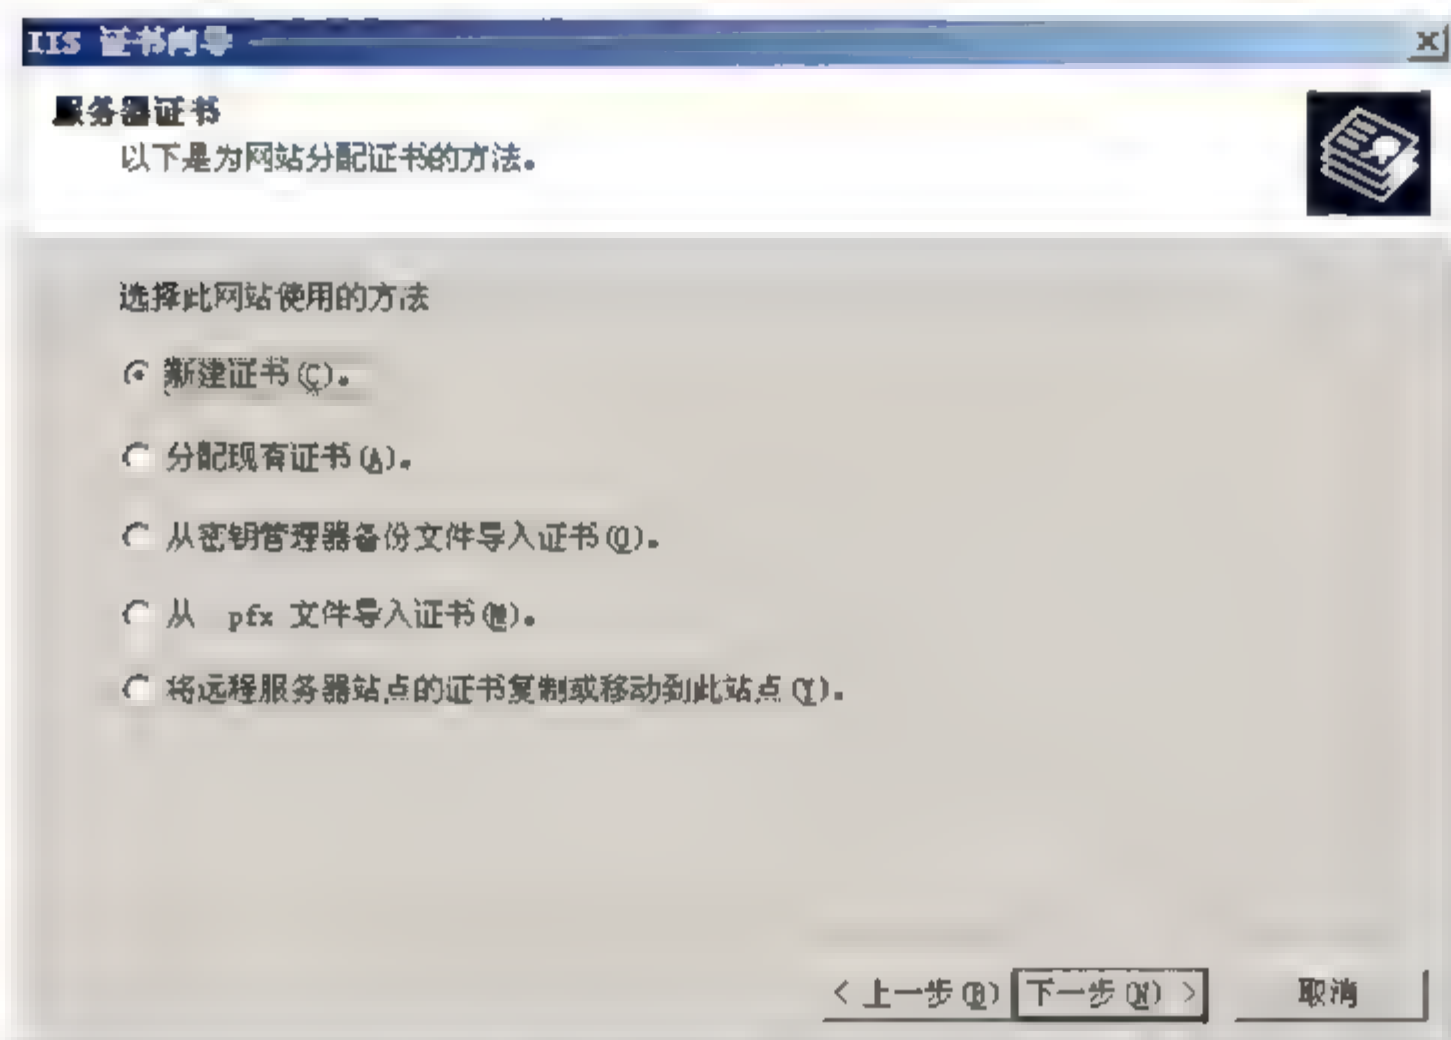 IIS 证书向导
服务器证书
以下是为网站分配证书的方法。
选择此网站使用的方法
新建证书(C)。
分配现有证书(A)。
从密钥管理器备份文件导入证书(U)。
从 pfx 文件导入证书(M)。
将远程服务器站点的证书复制或移动到此站点(Y)。
< 上一步(B) 下一步(N) > 取消